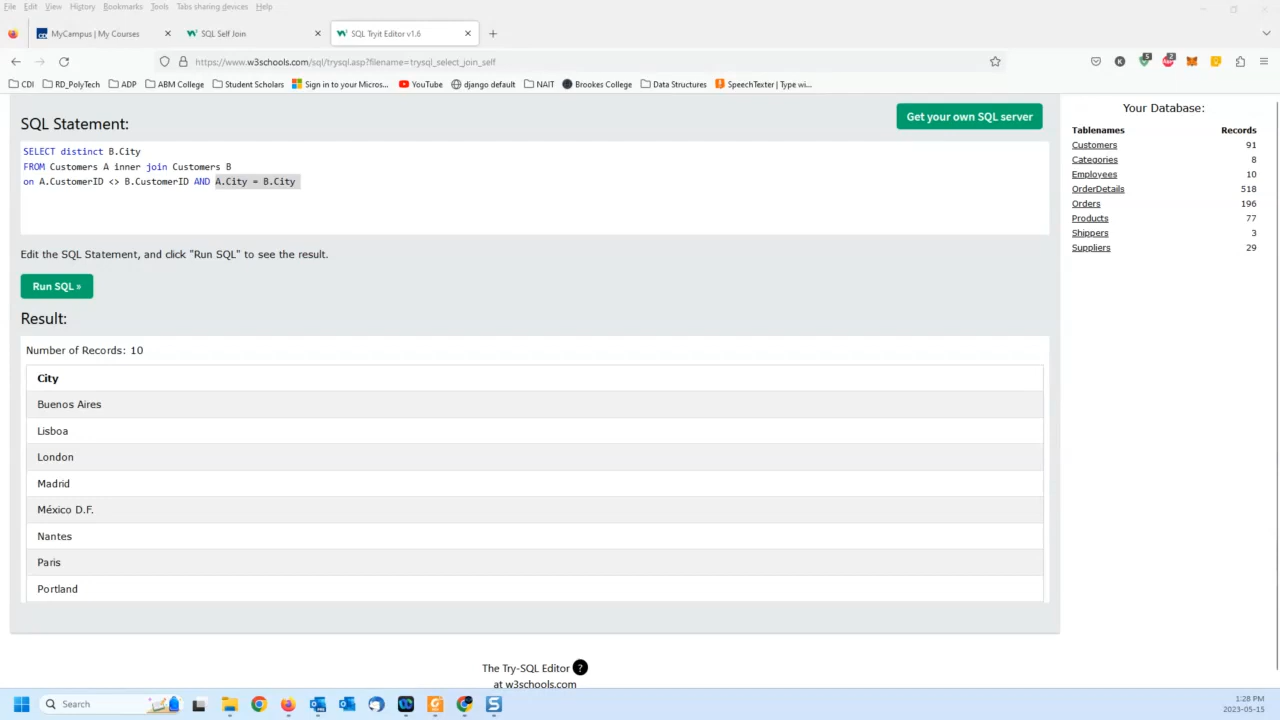 File Edit View History Bookmarks Tools Tabs sharing devices Help
MyCampus | My Courses
SQL Self Join
SQL Tryit Editor v1.6
https://www.w3schools.com/sql/trysql.asp?filename=trysql_select_join_self
CDI RD_PolyTech ADP ABM College Student Scholars Sign in to your Micros... YouTube django default NAIT Brookes College Data Structures SpeechTexter | Type wi...
SQL Statement:
Get your own SQL server
SELECT distinct B.City
FROM Customers A inner join Customers B
on A.CustomerID <> B.CustomerID AND A.City = B.City
Edit the SQL Statement, and click "Run SQL" to see the result.
Run SQL »
Result:
Number of Records: 10
City
Buenos Aires
Lisboa
London
Madrid
México D.F.
Nantes
Paris
Portland
The Try-SQL Editor ?
at w3schools.com
Your Database:
Tablenames Records
Customers 91
Categories 8
Employees 10
OrderDetails 518
Orders 196
Products 77
Shippers 3
Suppliers 29
Search
1:28 PM
2023-05-15